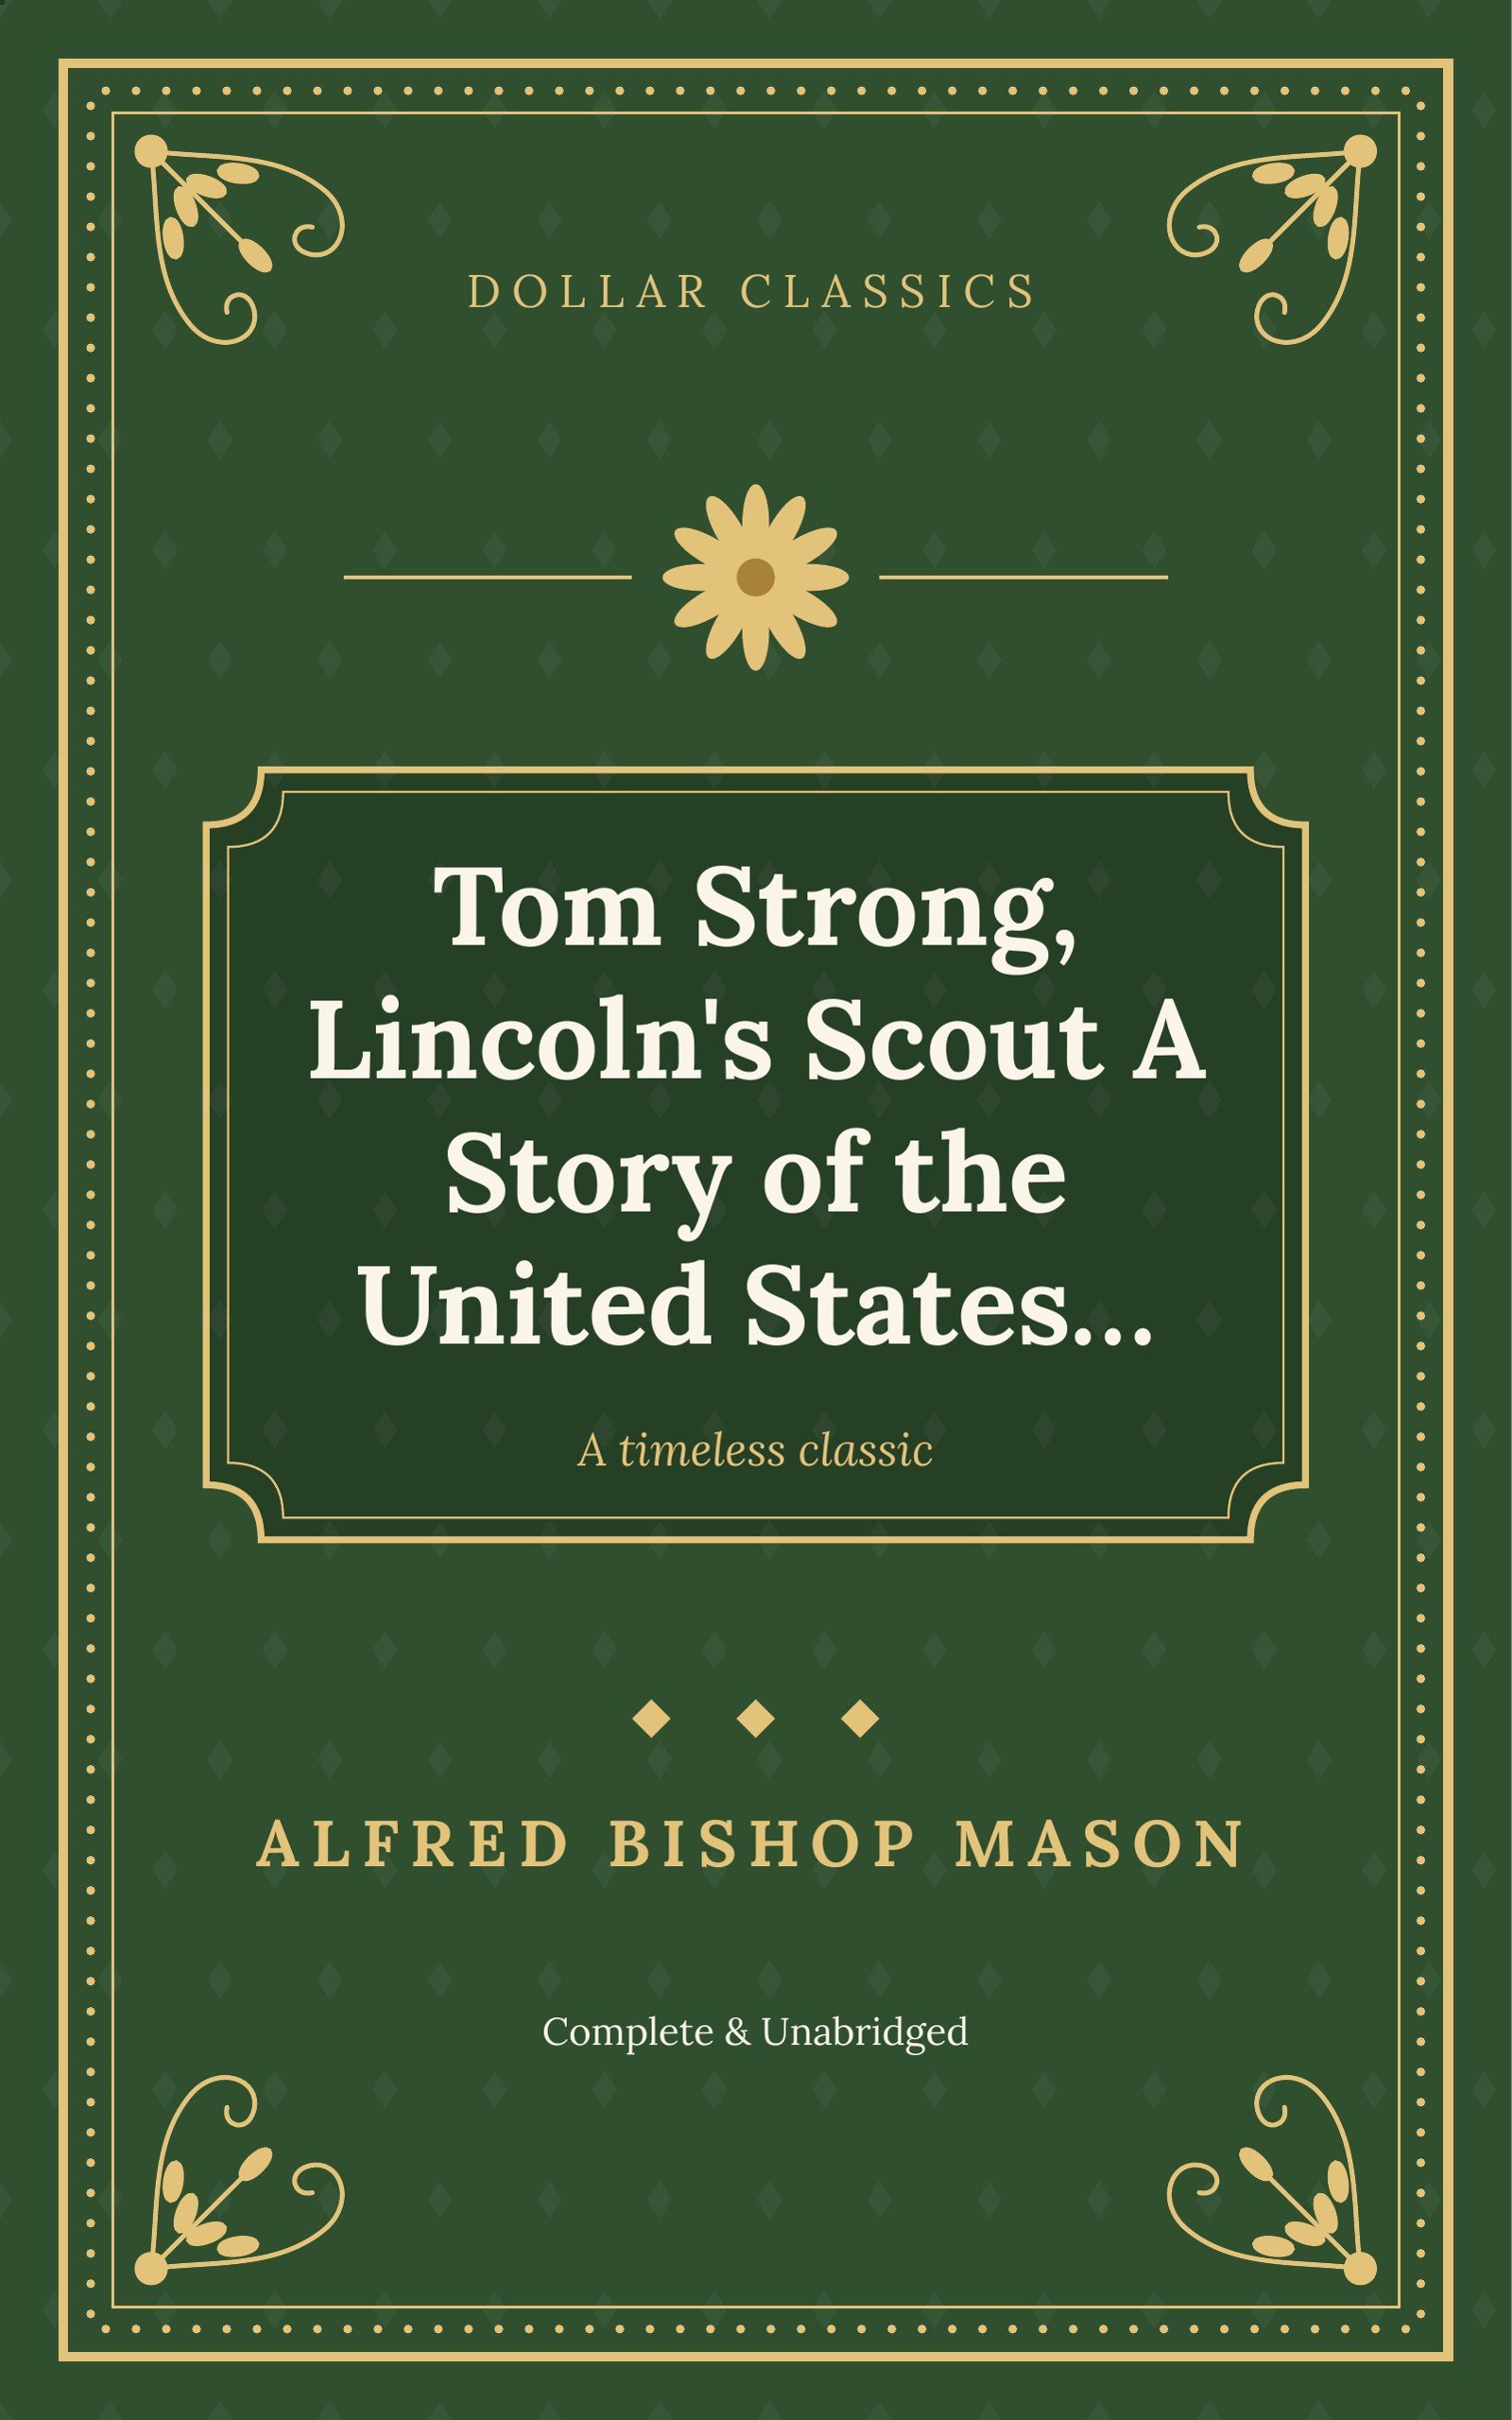 DOLLAR CLASSICS
Tom Strong,
Lincoln's Scout A
Story of the
United States...
A timeless classic
ALFRED BISHOP MASON
Complete & Unabridged